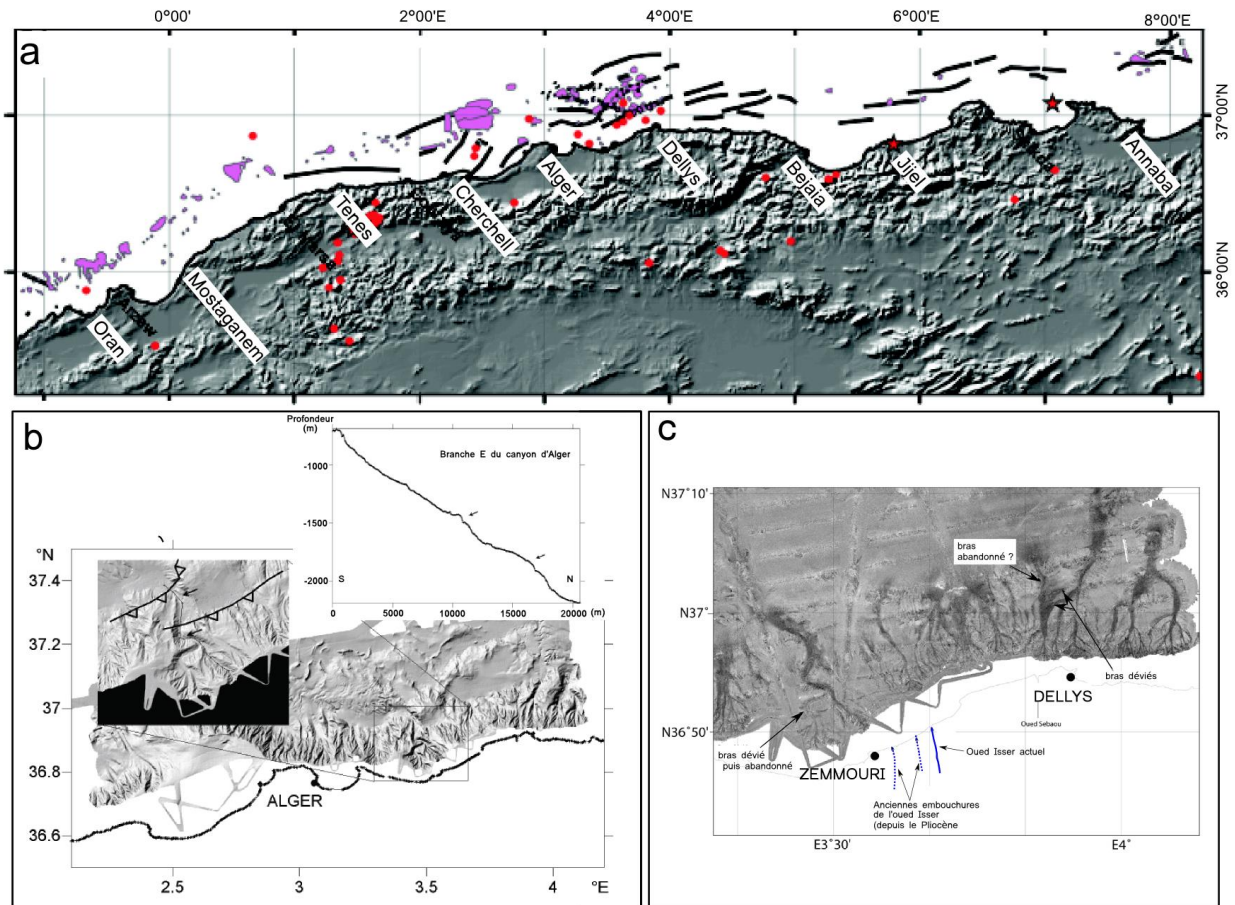 0°00'
2°00'E
4°00'E
6°00'E
8°00'E
a
37°00'N
36°00'N
Oran
Mostaganem
Tenes
Cherchell
Alger
Dellys
Bejaia
Jijel
Annaba
b
Profondeur
(m)
Branche E du canyon d'Alger
-1000
-1500
-2000
S
N
0
5000
10000
15000
20000
(m)
°N
37.4
37.2
37
36.8
36.6
ALGER
2.5
3
3.5
4
°E
c
N37°10'
N37°
N36°50'
bras
abandonné ?
bras déviés
DELLYS
Oued Sebaou
bras dévié
puis abandonné
ZEMMOURI
Oued Isser actuel
Anciennes embouchures
de l'oued Isser
(depuis le Pliocène
E3°30'
E4°